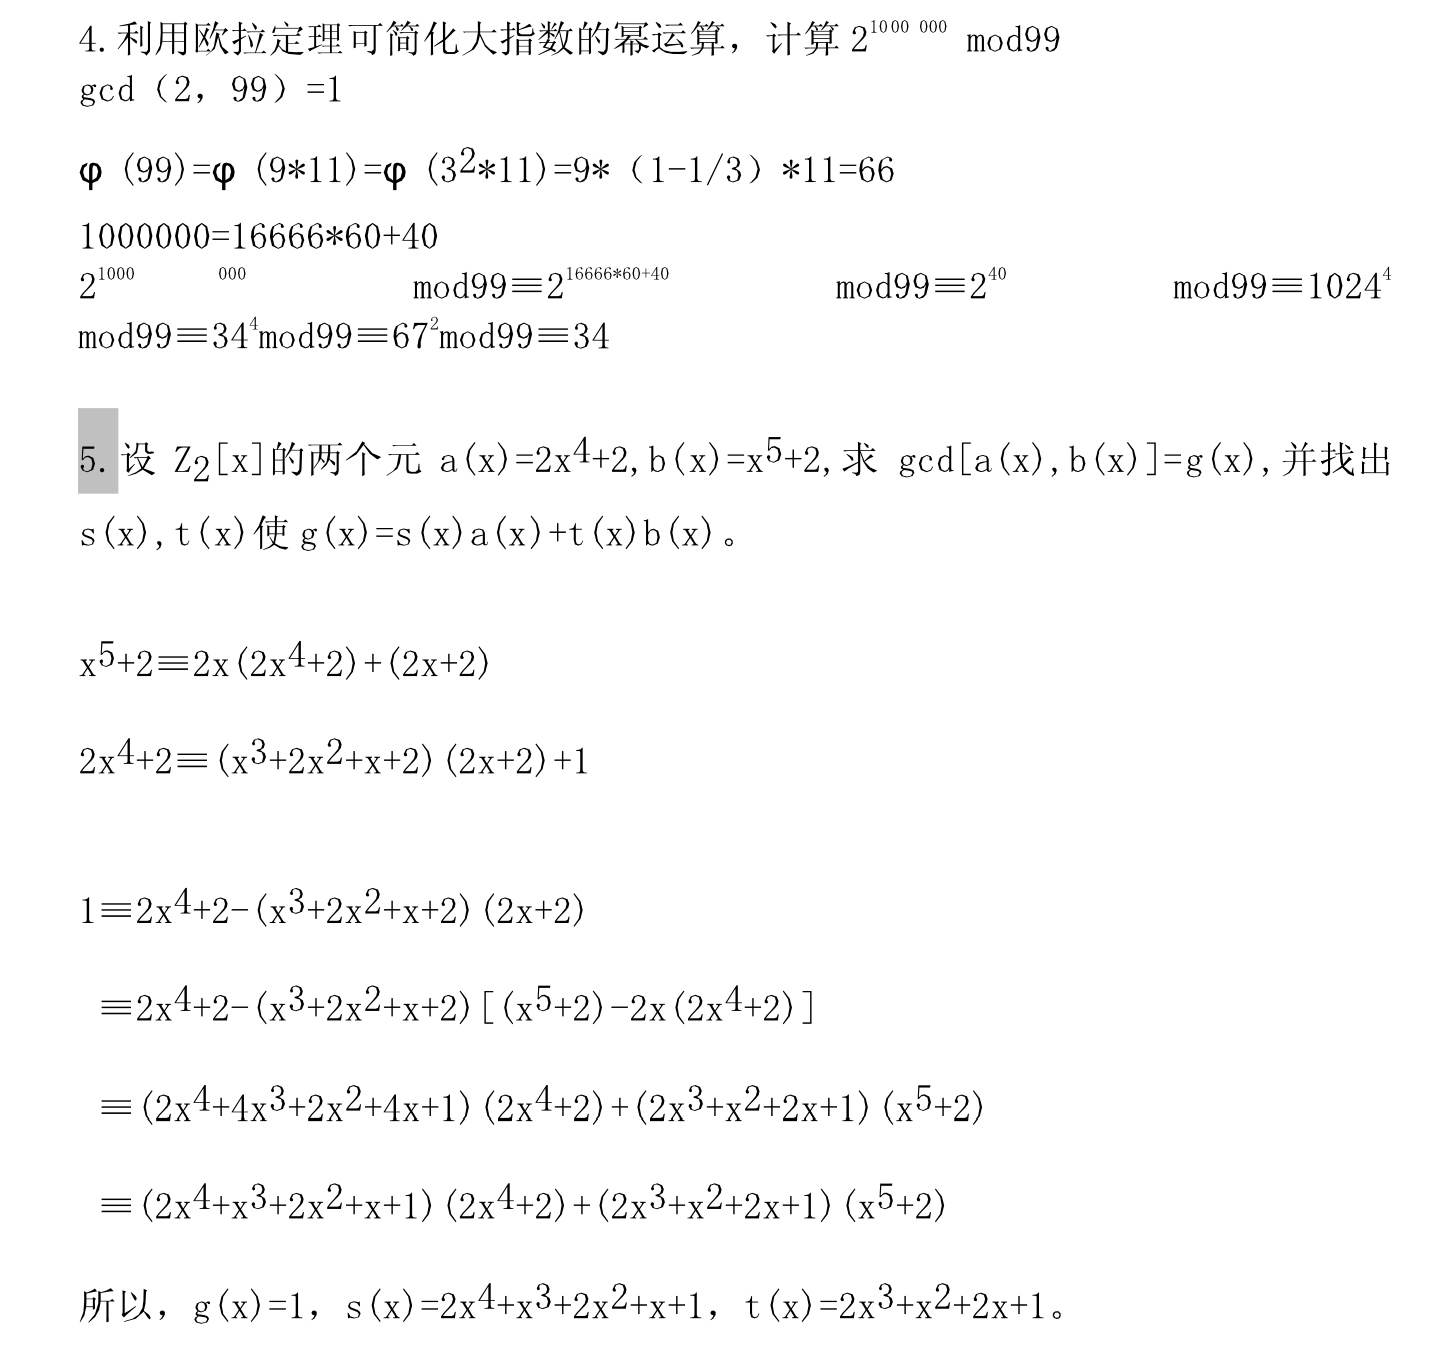 4.利用欧拉定理可简化大指数的幂运算，计算 2^1000 000 mod99
gcd（2，99）=1
φ (99)=φ (9*11)=φ (3^2*11)=9*（1-1/3）*11=66
1000000=16666*60+40
2^1000 000 mod99≡2^16666*60+40 mod99≡2^40 mod99≡1024^4
mod99≡34^4mod99≡67^2mod99≡34
5.设 Z_2[x]的两个元 a(x)=2x^4+2,b(x)=x^5+2,求 gcd[a(x),b(x)]=g(x),并找出
s(x),t(x)使 g(x)=s(x)a(x)+t(x)b(x)。
x^5+2≡2x(2x^4+2)+(2x+2)
2x^4+2≡(x^3+2x^2+x+2)(2x+2)+1
1≡2x^4+2-(x^3+2x^2+x+2)(2x+2)
≡2x^4+2-(x^3+2x^2+x+2)[(x^5+2)-2x(2x^4+2)]
≡(2x^4+4x^3+2x^2+4x+1)(2x^4+2)+(2x^3+x^2+2x+1)(x^5+2)
≡(2x^4+x^3+2x^2+x+1)(2x^4+2)+(2x^3+x^2+2x+1)(x^5+2)
所以，g(x)=1，s(x)=2x^4+x^3+2x^2+x+1，t(x)=2x^3+x^2+2x+1。